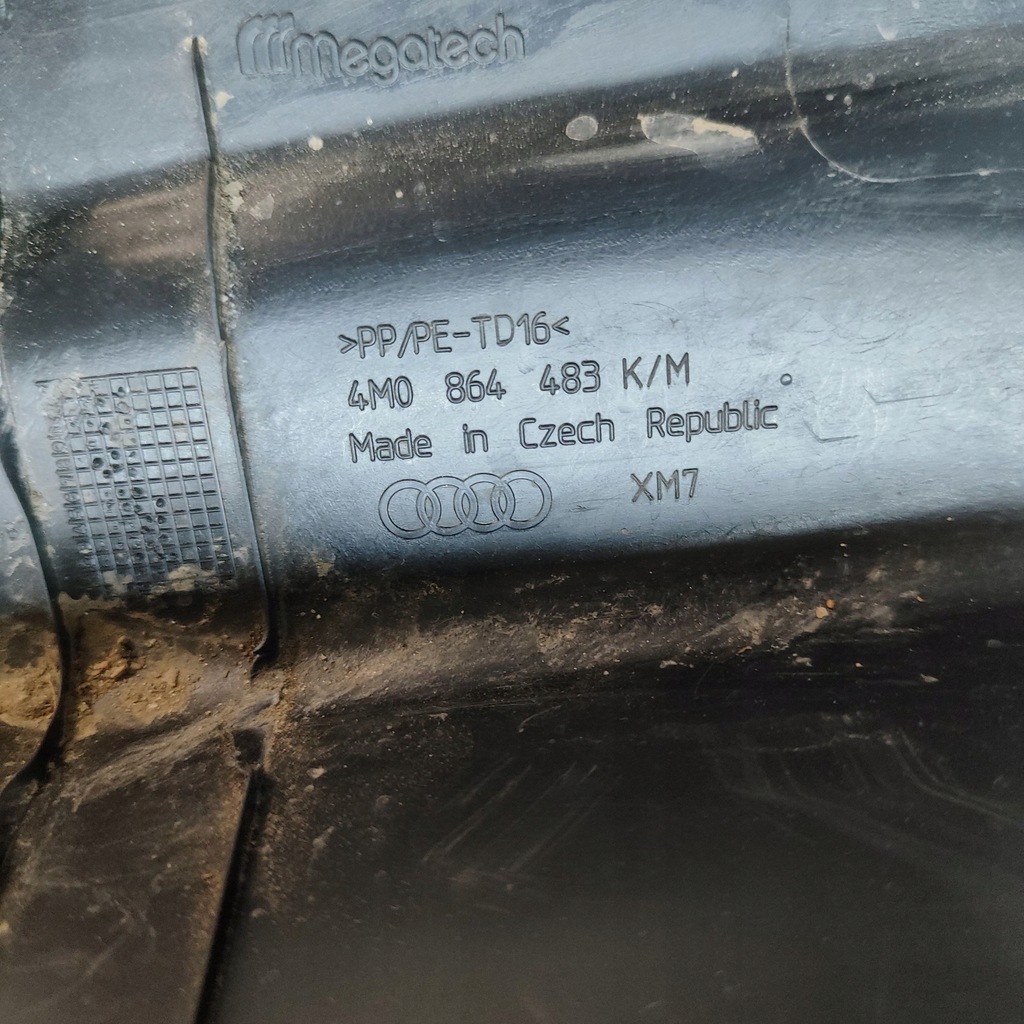 megatech
>PP/PE-TD16<
4M0 864 483 K/M
Made in Czech Republic
XM7